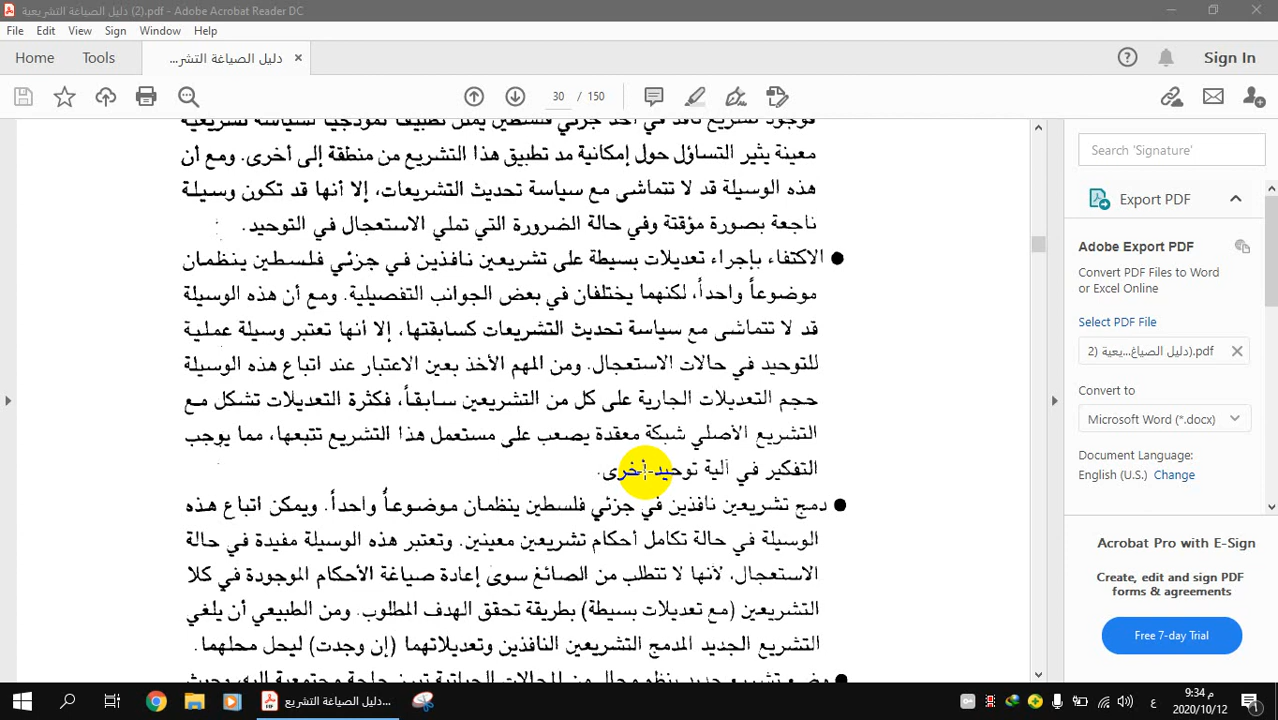 دليل الصياغة التشريعية (2).pdf - Adobe Acrobat Reader DC
File Edit View Sign Window Help
Home Tools دليل الصياغة التشر... × Sign In
30 / 150
معينة يثير التساؤل حول إمكانية مد تطبيق هذا التشريع من منطقة إلى أخرى. ومع أن
هذه الوسيلة قد لا تتماشى مع سياسة تحديث التشريعات، إلا أنها قد تكون وسيلة
ناجعة بصورة مؤقتة وفي حالة الضرورة التي تملي الاستعجال في التوحيد.
● الاكتفاء بإجراء تعديلات بسيطة على تشريعين نافذين في جزئي فلسطين ينظمان
موضوعاً واحداً، لكنهما يختلفان في بعض الجوانب التفصيلية. ومع أن هذه الوسيلة
قد لا تتماشى مع سياسة تحديث التشريعات كسابقتها، إلا أنها تعتبر وسيلة عملية
للتوحيد في حالات الاستعجال. ومن المهم الأخذ بعين الاعتبار عند اتباع هذه الوسيلة
حجم التعديلات الجارية على كل من التشريعين سابقاً، فكثرة التعديلات تشكل مع
التشريع الأصلي شبكة معقدة يصعب على مستعمل هذا التشريع تتبعها، مما يوجب
التفكير في آلية توحيد أخرى.
● دمج تشريعين نافذين في جزئي فلسطين ينظمان موضوعاً واحداً. ويمكن اتباع هذه
الوسيلة في حالة تكامل أحكام تشريعين معينين. وتعتبر هذه الوسيلة مفيدة في حالة
الاستعجال، لأنها لا تتطلب من الصائغ سوى إعادة صياغة الأحكام الموجودة في كلا
التشريعين (مع تعديلات بسيطة) بطريقة تحقق الهدف المطلوب. ومن الطبيعي أن يلغي
التشريع الجديد المدمج التشريعين النافذين وتعديلاتهما (إن وجدت) ليحل محلهما.
Search 'Signature'
Export PDF
Adobe Export PDF
Convert PDF Files to Word
or Excel Online
Select PDF File
دليل الصياغ...يعية (2).pdf
Convert to
Microsoft Word (*.docx)
Document Language:
English (U.S.) Change
Acrobat Pro with E-Sign
Create, edit and sign PDF
forms & agreements
Free 7-day Trial
دليل الصياغة التشريع...
ع
9:34 م
2020/10/12